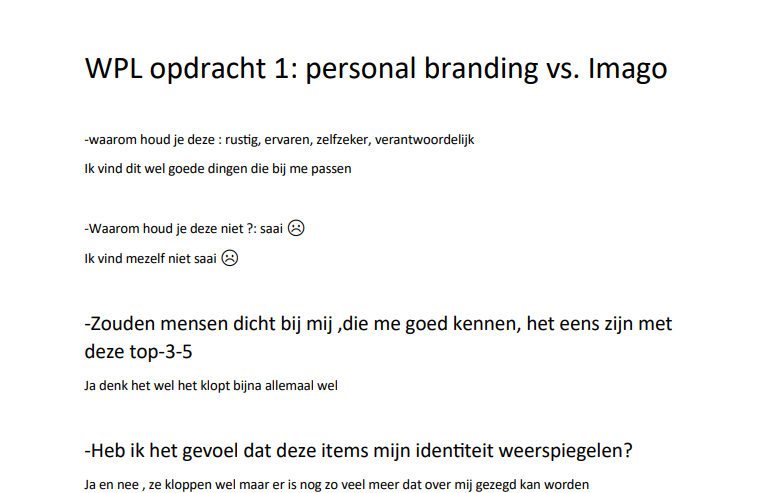 WPL opdracht 1: personal branding vs. Imago
-waarom houd je deze : rustig, ervaren, zelfzeker, verantwoordelijk
Ik vind dit wel goede dingen die bij me passen
-Waarom houd je deze niet ?: saai ☹
Ik vind mezelf niet saai ☹
-Zouden mensen dicht bij mij ,die me goed kennen, het eens zijn met
deze top-3-5
Ja denk het wel het klopt bijna allemaal wel
-Heb ik het gevoel dat deze items mijn identiteit weerspiegelen?
Ja en nee , ze kloppen wel maar er is nog zo veel meer dat over mij gezegd kan worden